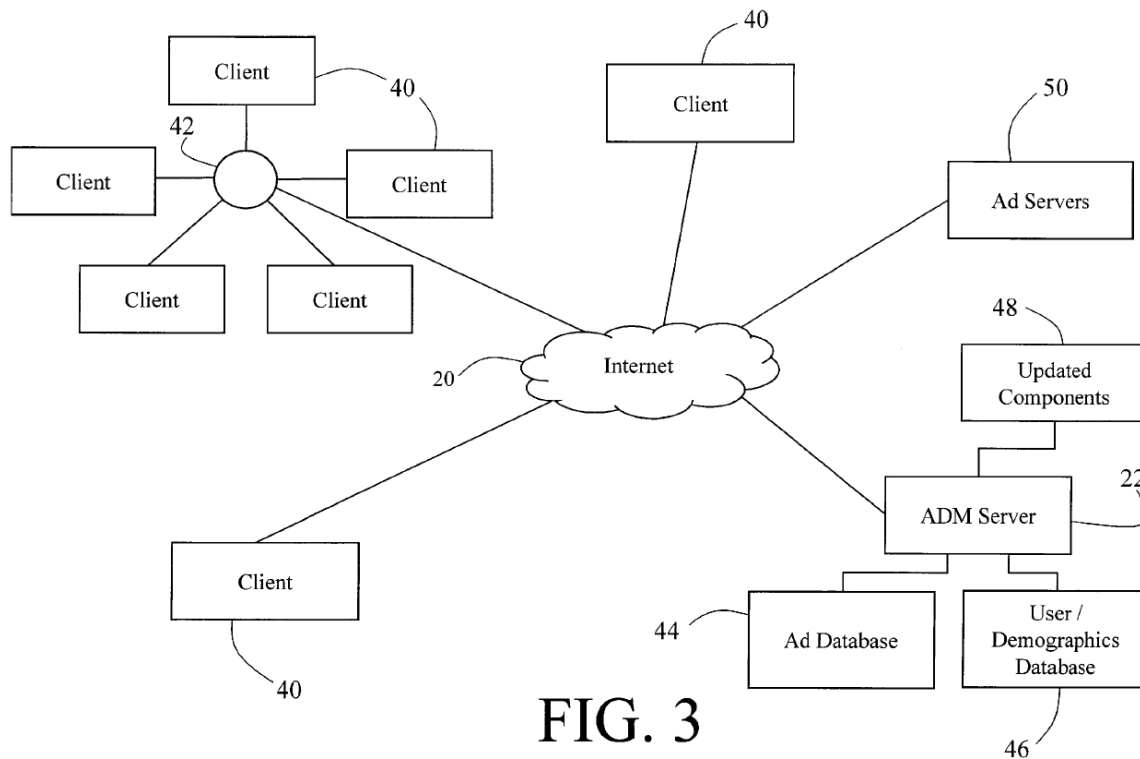 40
Client
40
Client
50
42
Client
Client
Ad Servers
Client
Client
48
20
Internet
Updated
Components
22
ADM Server
Client
44
Ad Database
User /
Demographics
Database
40
46
FIG. 3